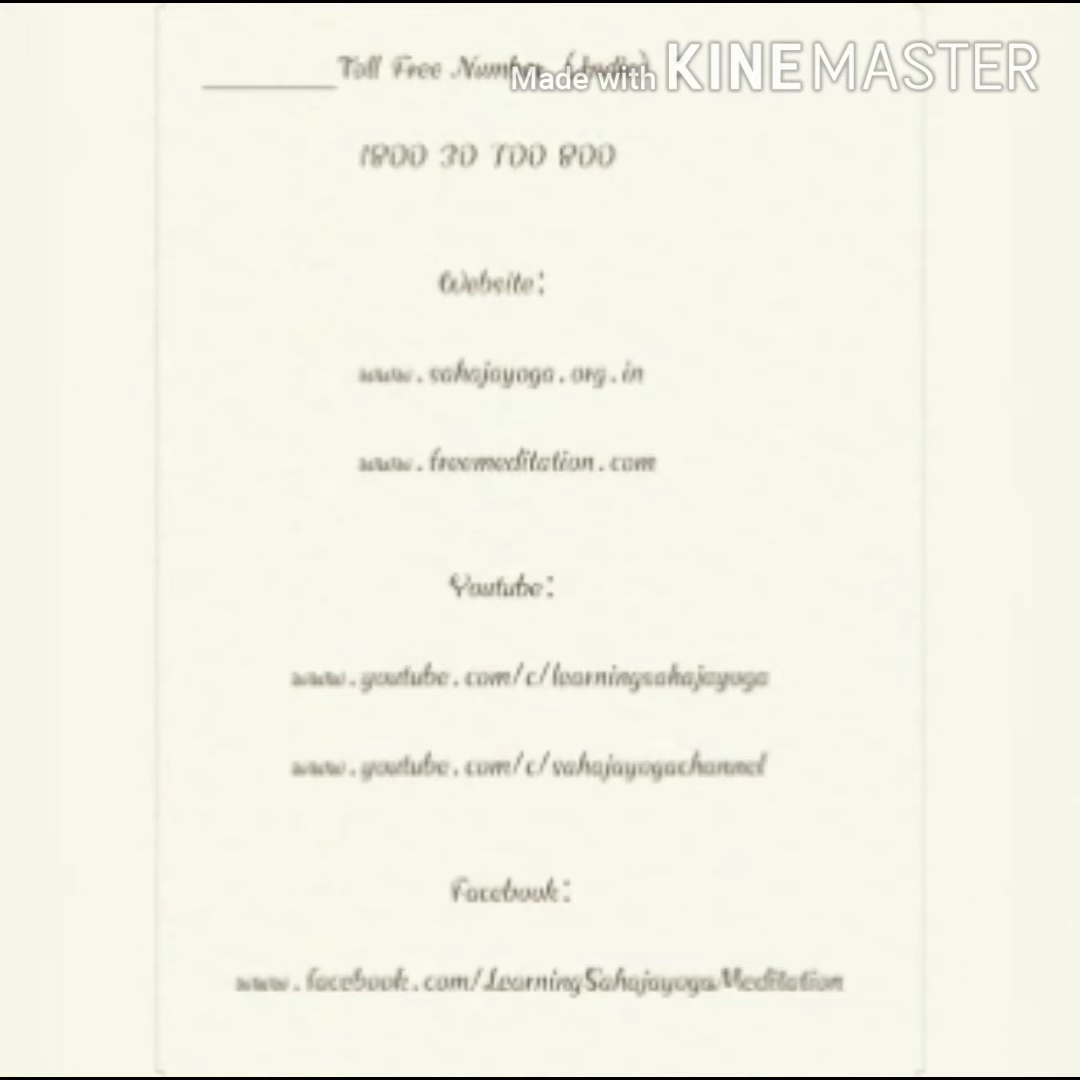 Toll Free Number (India)
Made with KINEMASTER
1800 30 700 800
Website:
www.sahajayoga.org.in
www.freemeditation.com
Youtube:
www.youtube.com/c/learningsahajayoga
www.youtube.com/c/sahajayogachannel
Facebook:
www.facebook.com/LearningSahajayogaMeditation